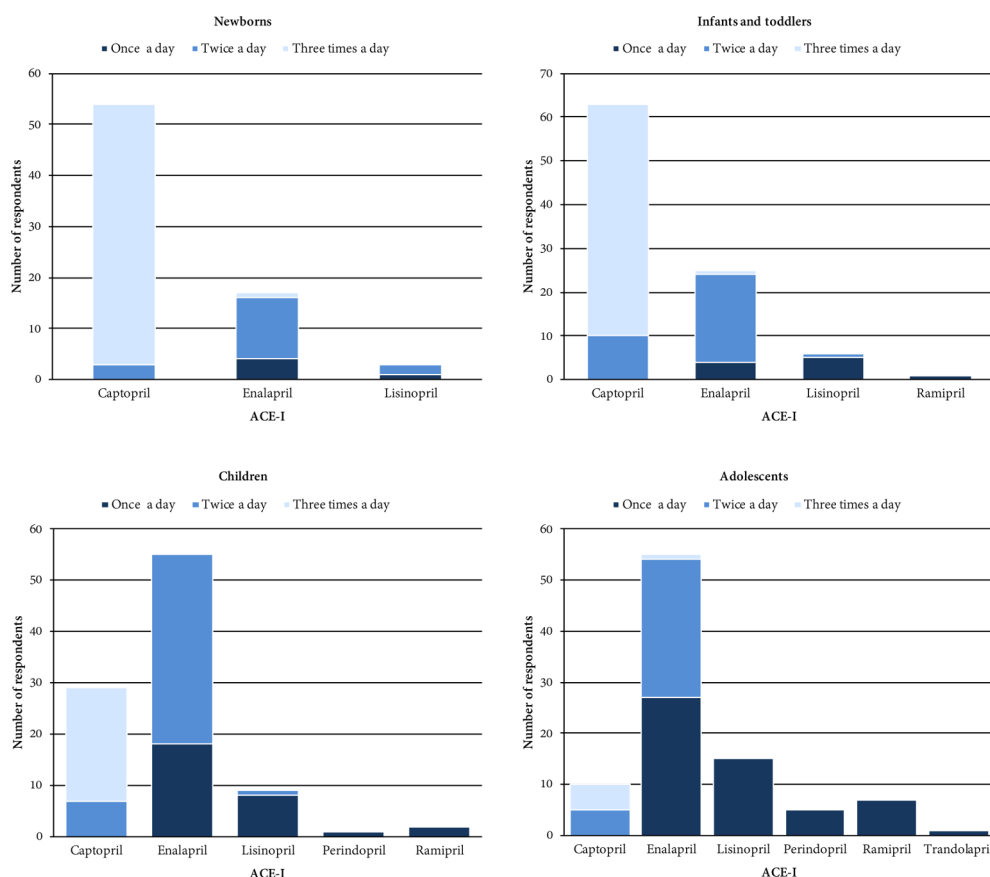 Newborns
Once a day Twice a day Three times a day
60
50
40
30
20
10
0
Number of respondents
Captopril Enalapril Lisinopril
ACE-I
Infants and toddlers
Once a day Twice a day Three times a day
70
60
50
40
30
20
10
0
Number of respondents
Captopril Enalapril Lisinopril Ramipril
ACE-I
Children
Once a day Twice a day Three times a day
60
50
40
30
20
10
0
Number of respondents
Captopril Enalapril Lisinopril Perindopril Ramipril
ACE-I
Adolescents
Once a day Twice a day Three times a day
60
50
40
30
20
10
0
Number of respondents
Captopril Enalapril Lisinopril Perindopril Ramipril Trandolapril
ACE-I